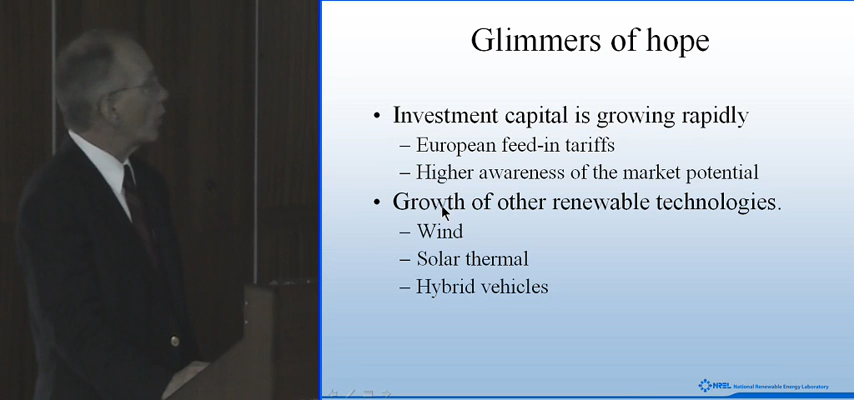 Glimmers of hope
• Investment capital is growing rapidly
– European feed-in tariffs
– Higher awareness of the market potential
• Growth of other renewable technologies.
– Wind
– Solar thermal
– Hybrid vehicles
NREL National Renewable Energy Laboratory